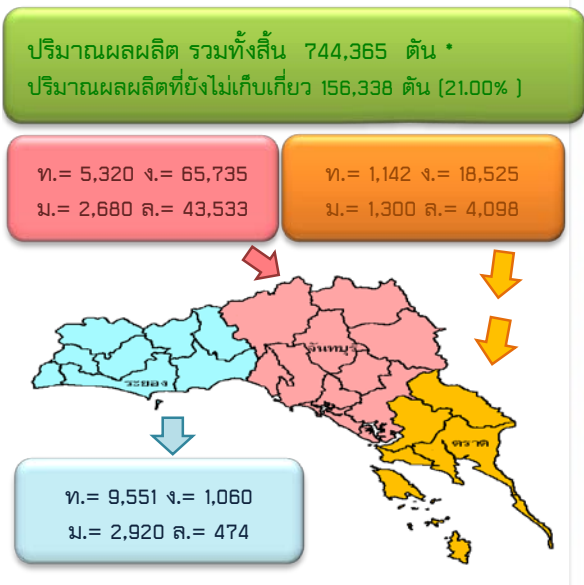 ปริมาณผลผลิต รวมทั้งสิ้น 744,365 ตัน *
ปริมาณผลผลิตที่ยังไม่เก็บเกี่ยว 156,338 ตัน (21.00% )
ท.= 5,320 ง.= 65,735
ม.= 2,680 ล.= 43,533
ท.= 1,142 ง.= 18,525
ม.= 1,300 ล.= 4,098
จันทบุรี
ระยอง
ตราด
ท.= 9,551 ง.= 1,060
ม.= 2,920 ล.= 474